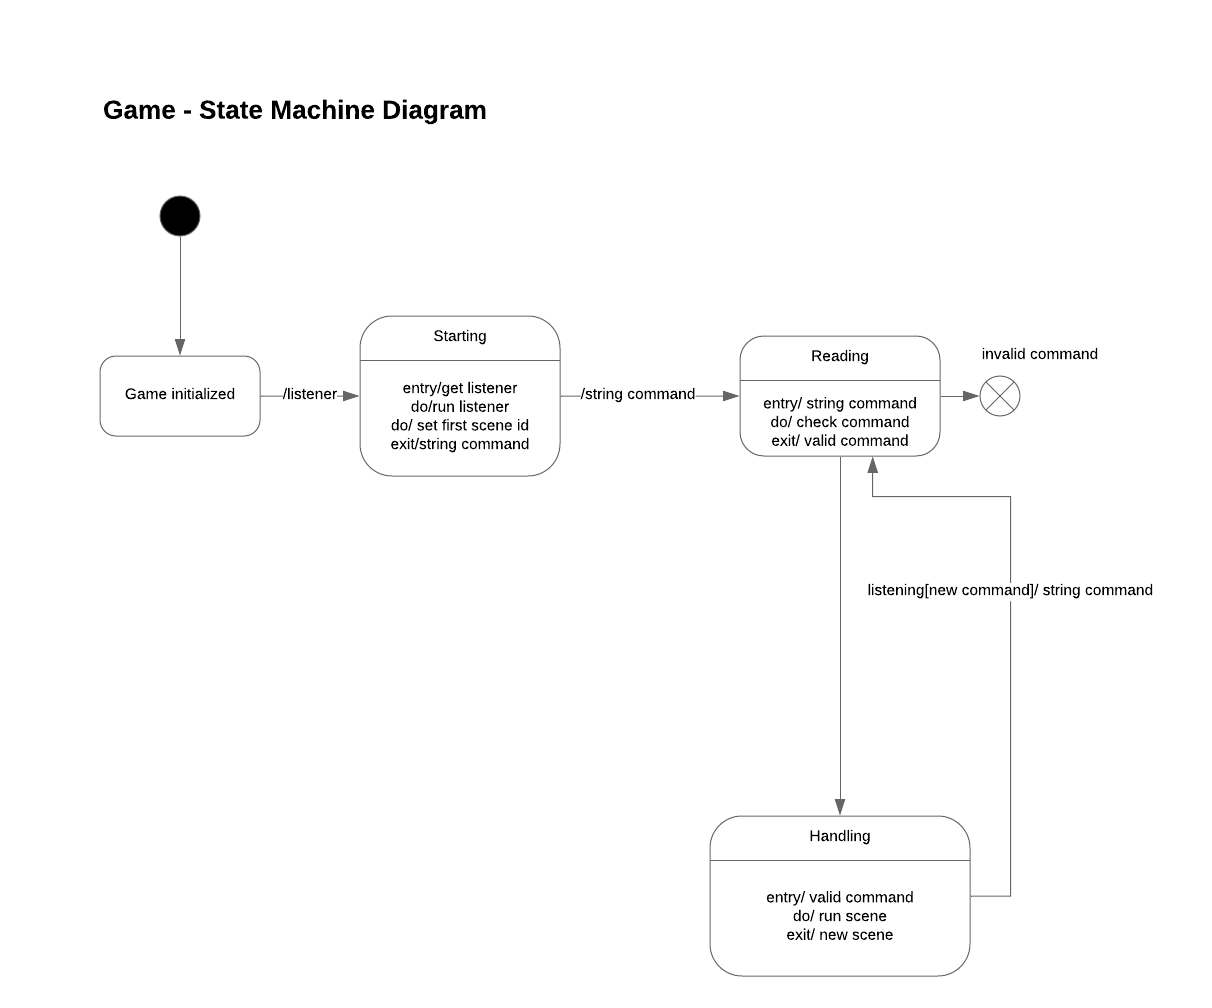 Game - State Machine Diagram
Game initialized
/listener
Starting
entry/get listener
do/run listener
do/ set first scene id
exit/string command
/string command
Reading
entry/ string command
do/ check command
exit/ valid command
invalid command
listening[new command]/ string command
Handling
entry/ valid command
do/ run scene
exit/ new scene